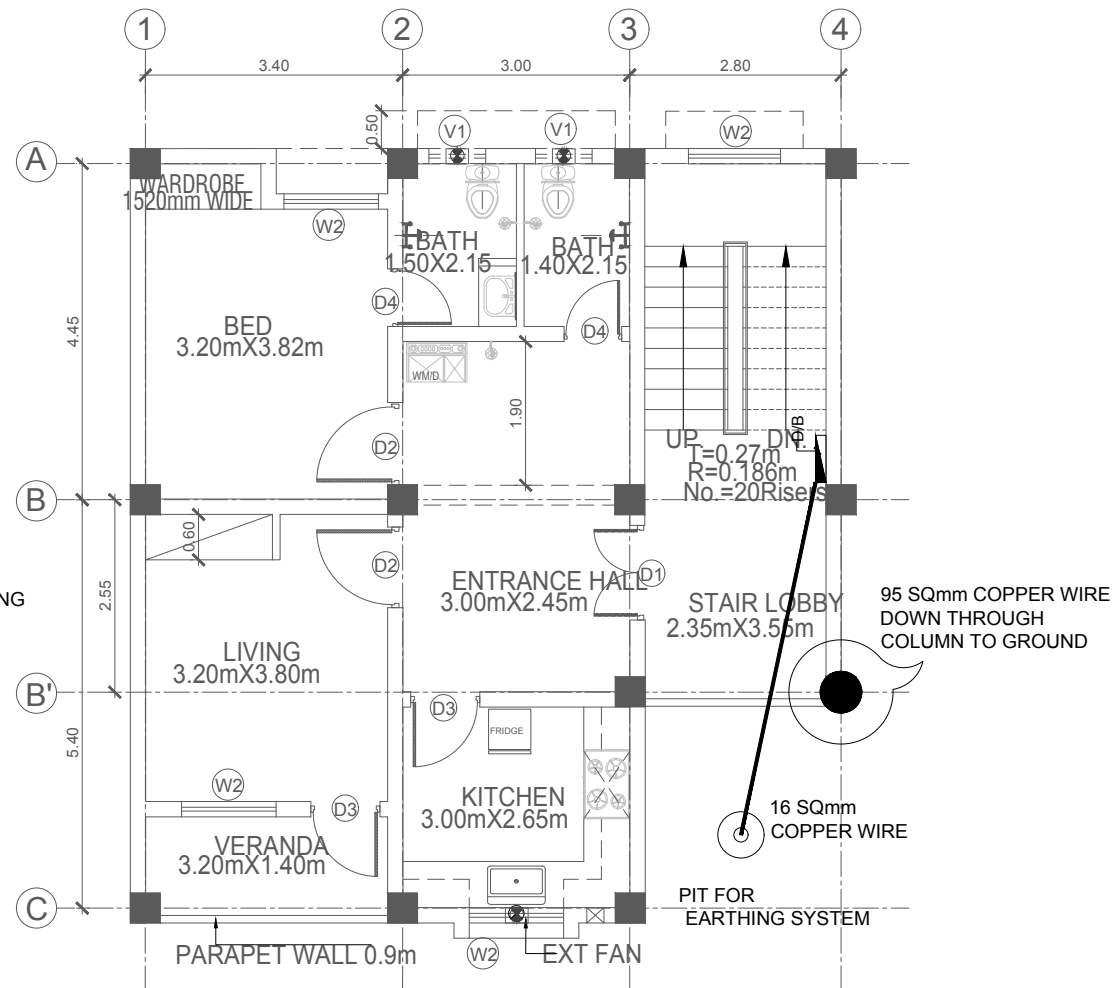 1
2
3
4
3.40
3.00
2.80
0.50
V1
V1
W2
A
WARDROBE
1520mm WIDE
W2
BATH
1.50X2.15
BATH
1.40X2.15
D4
D4
4.45
BED
3.20mX3.82m
WM/D
1.90
D2
UP
DN.
D/B
T=0.27m
R=0.186m
No.=20Risers
B
0.60
D2
2.55
NG
ENTRANCE HALL
3.00mX2.45m
D1
STAIR LOBBY
2.35mX3.55m
95 SQmm COPPER WIRE
DOWN THROUGH
COLUMN TO GROUND
LIVING
3.20mX3.80m
B'
D3
FRIDGE
5.40
W2
D3
KITCHEN
3.00mX2.65m
16 SQmm
COPPER WIRE
VERANDA
3.20mX1.40m
C
PIT FOR
EARTHING SYSTEM
PARAPET WALL 0.9m
W2
EXT FAN